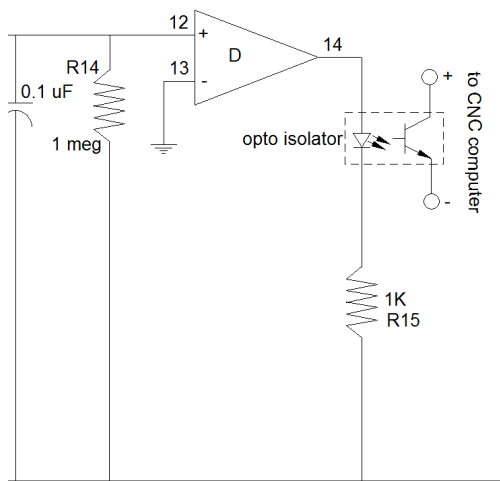 12
+
14
R14
13
-
D
0.1 uF
1 meg
opto isolator
+
-
to CNC computer
1K
R15